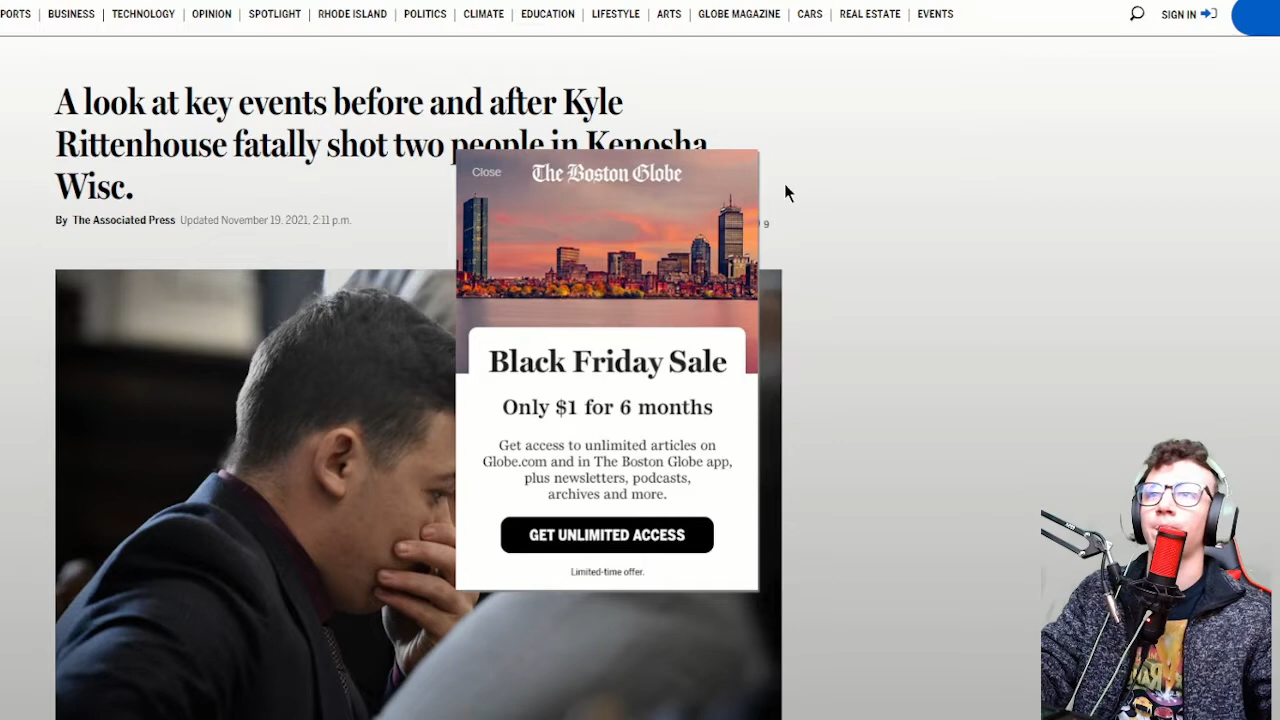 PORTS | BUSINESS | TECHNOLOGY | OPINION | SPOTLIGHT | RHODE ISLAND | POLITICS | CLIMATE | EDUCATION | LIFESTYLE | ARTS | GLOBE MAGAZINE | CARS | REAL ESTATE | EVENTS SIGN IN
A look at key events before and after Kyle
Rittenhouse fatally shot two people in Kenosha
Wisc.
By The Associated Press Updated November 19, 2021, 2:11 p.m.
9
Close The Boston Globe
Black Friday Sale
Only $1 for 6 months
Get access to unlimited articles on
Globe.com and in The Boston Globe app,
plus newsletters, podcasts,
archives and more.
GET UNLIMITED ACCESS
Limited-time offer.